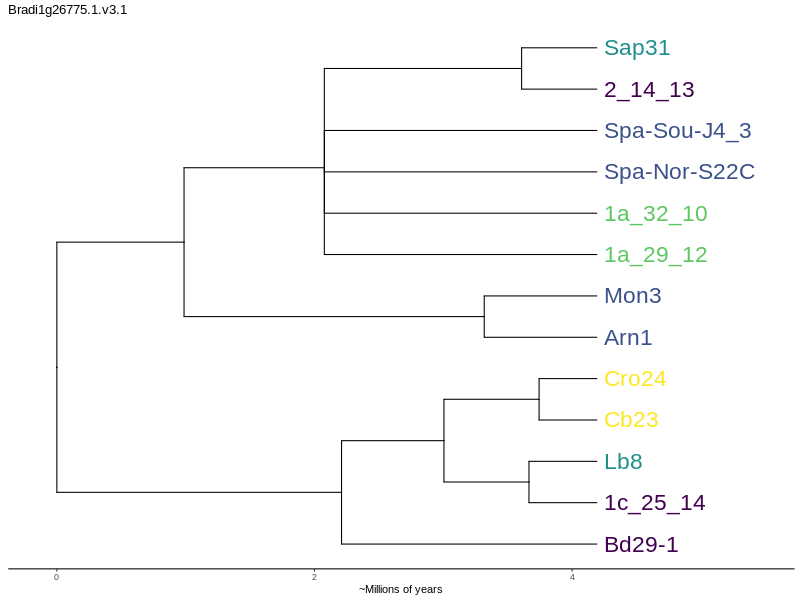 Bradi1g26775.1.v3.1
Sap31
2_14_13
Spa-Sou-J4_3
Spa-Nor-S22C
1a_32_10
1a_29_12
Mon3
Arn1
Cro24
Cb23
Lb8
1c_25_14
Bd29-1
0 2 4
~Millions of years